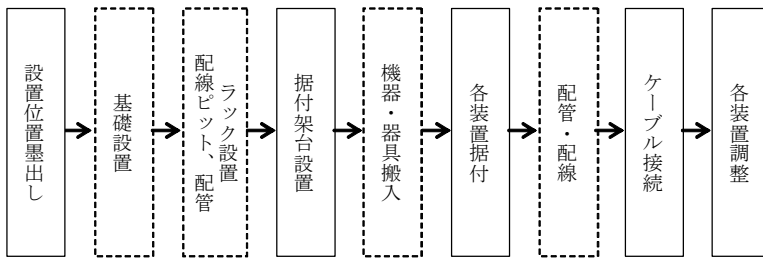 設置位置墨出し
基礎設置
配線ピット、配管
ラック設置
据付架台設置
機器・器具搬入
各装置据付
配管・配線
ケーブル接続
各装置調整